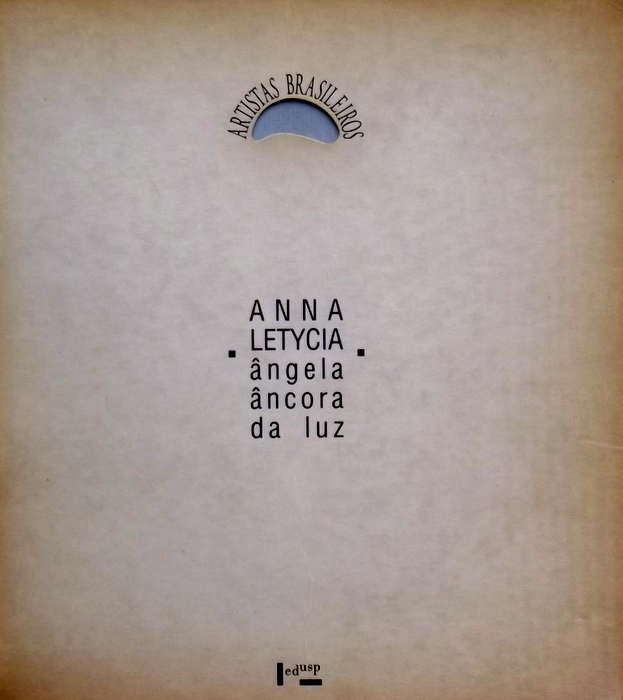 ARTISTAS BRASILEIROS
ANNA
LETYCIA
ângela
âncora
da luz
edusp